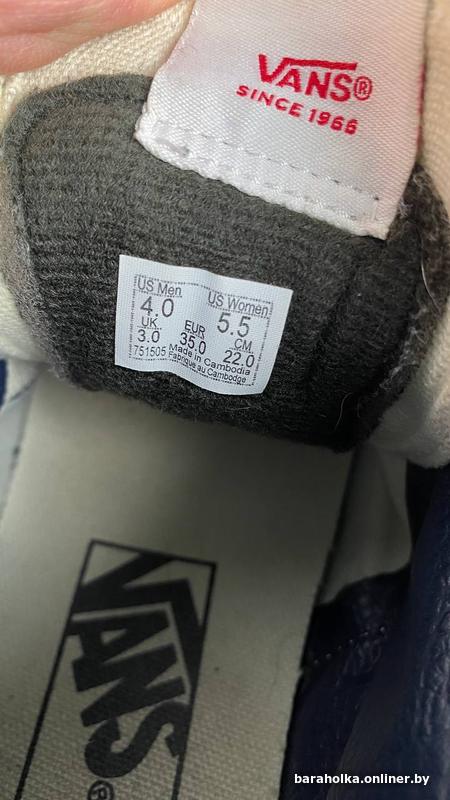 VANS®
SINCE 1966
US Men US Women
4.0 5.5
UK EUR CM
3.0 35.0 22.0
751505 Made in Cambodia
Fabriqué au Cambodge
VANS®
baraholka.onliner.by